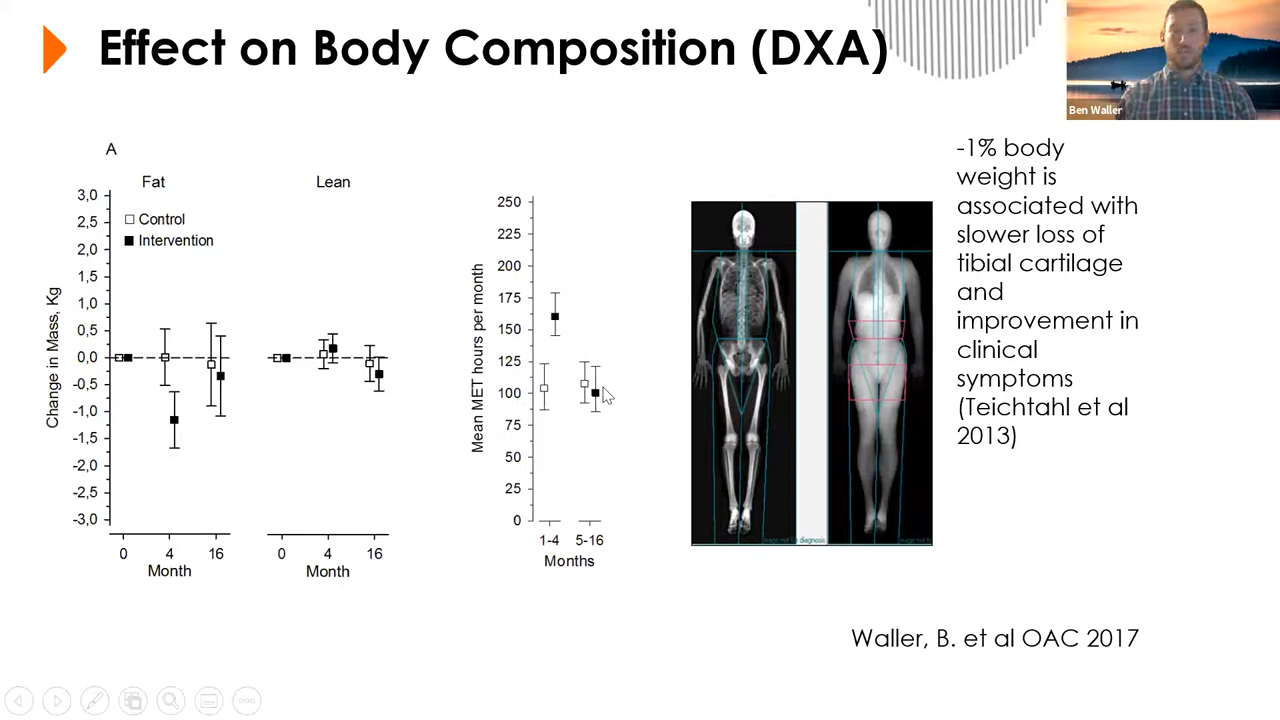 Effect on Body Composition (DXA)
Ben Waller
A
Fat
Lean
3,0
2,5
2,0
1,5
1,0
0,5
0,0
-0,5
-1,0
-1,5
-2,0
-2,5
-3,0
Change in Mass, Kg
Control
Intervention
0
4
16
Month
0
4
16
Month
250
225
200
175
150
125
100
75
50
25
0
Mean MET hours per month
1-4
5-16
Months
-1% body
weight is
associated with
slower loss of
tibial cartilage
and
improvement in
clinical
symptoms
(Teichtahl et al
2013)
Waller, B. et al OAC 2017